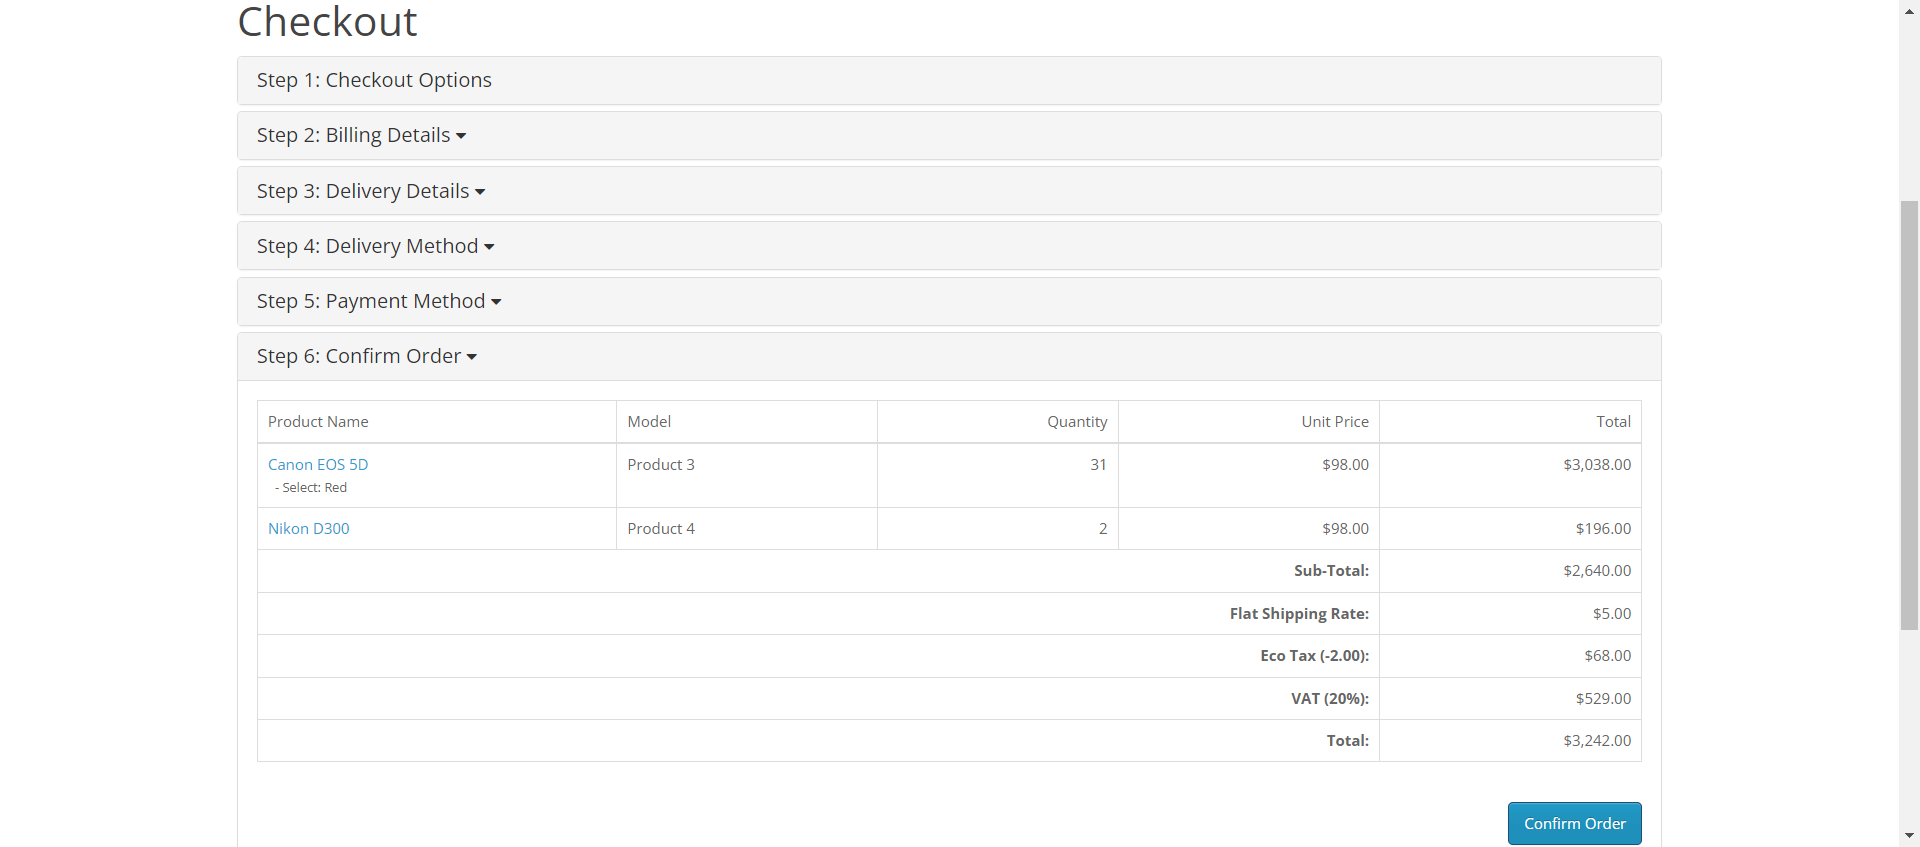 Checkout
Step 1: Checkout Options
Step 2: Billing Details
Step 3: Delivery Details
Step 4: Delivery Method
Step 5: Payment Method
Step 6: Confirm Order
Product Name Model Quantity Unit Price Total
Canon EOS 5D Product 3 31 $98.00 $3,038.00
- Select: Red
Nikon D300 Product 4 2 $98.00 $196.00
Sub-Total: $2,640.00
Flat Shipping Rate: $5.00
Eco Tax (-2.00): $68.00
VAT (20%): $529.00
Total: $3,242.00
Confirm Order